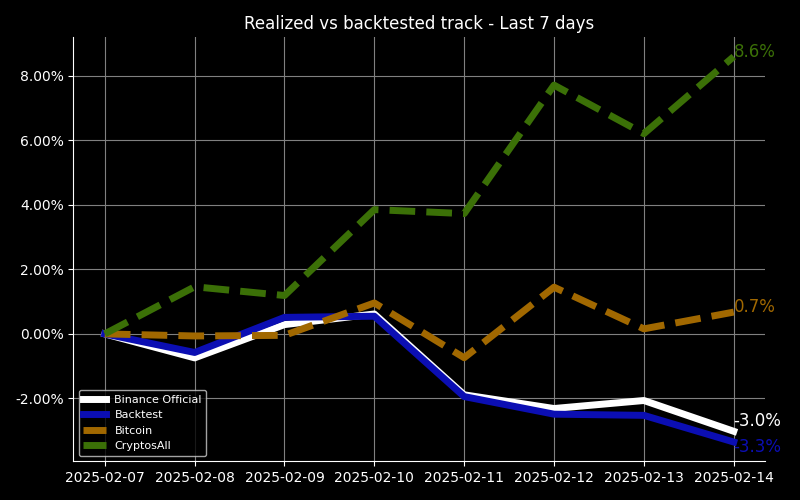 Realized vs backtested track - Last 7 days
8.6%
8.00%
6.00%
4.00%
2.00%
0.7%
0.00%
-2.00%
Binance Official
Backtest
Bitcoin
CryptosAll
-3.0%
-3.3%
2025-02-07 2025-02-08 2025-02-09 2025-02-10 2025-02-11 2025-02-12 2025-02-13 2025-02-14